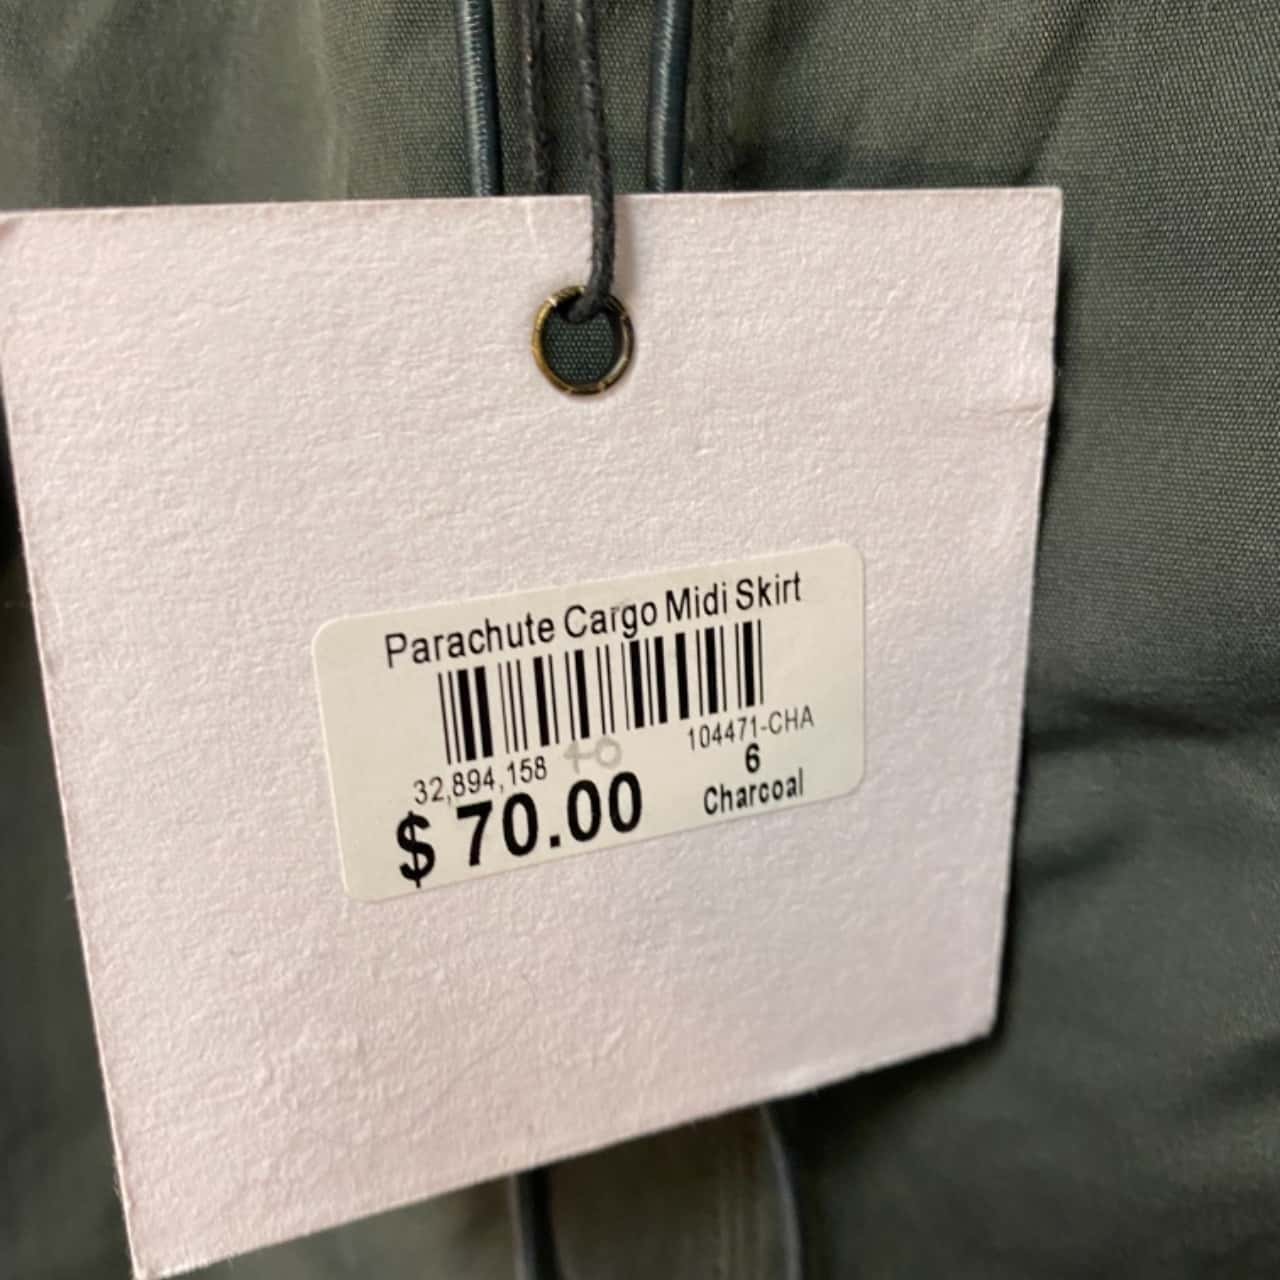 Parachute Cargo Midi Skirt
32,894,158
104471-CHA
6
$70.00
Charcoal